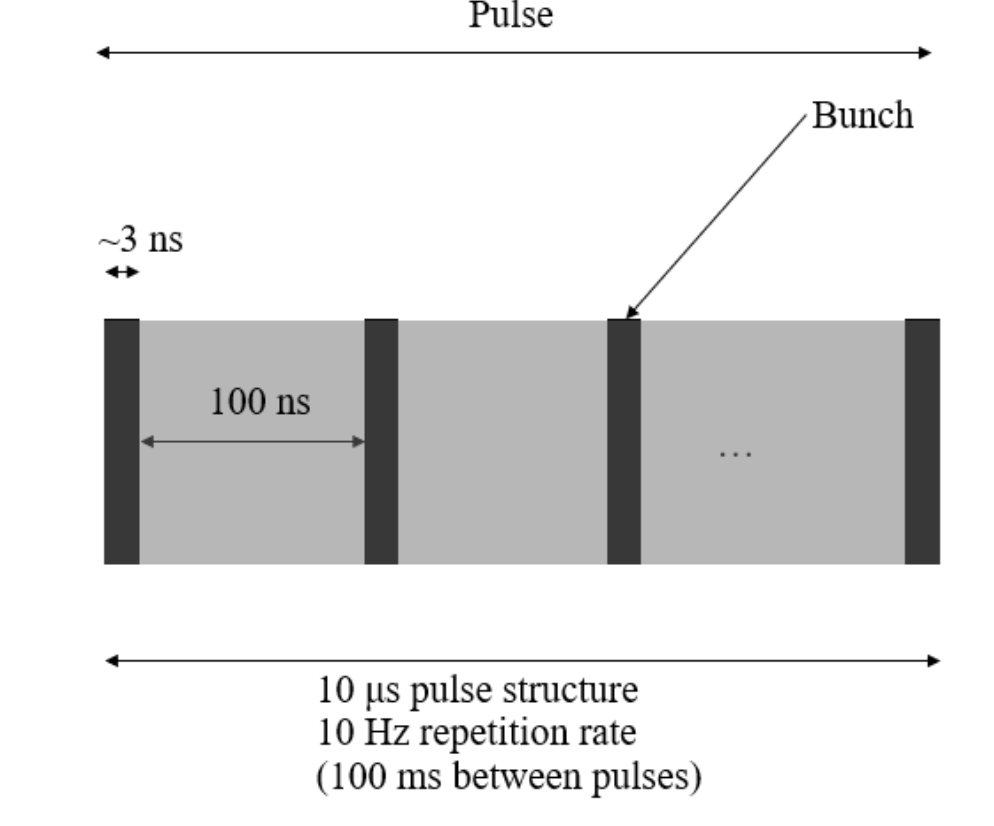 Pulse
Bunch
~3 ns
100 ns
...
10 μs pulse structure
10 Hz repetition rate
(100 ms between pulses)